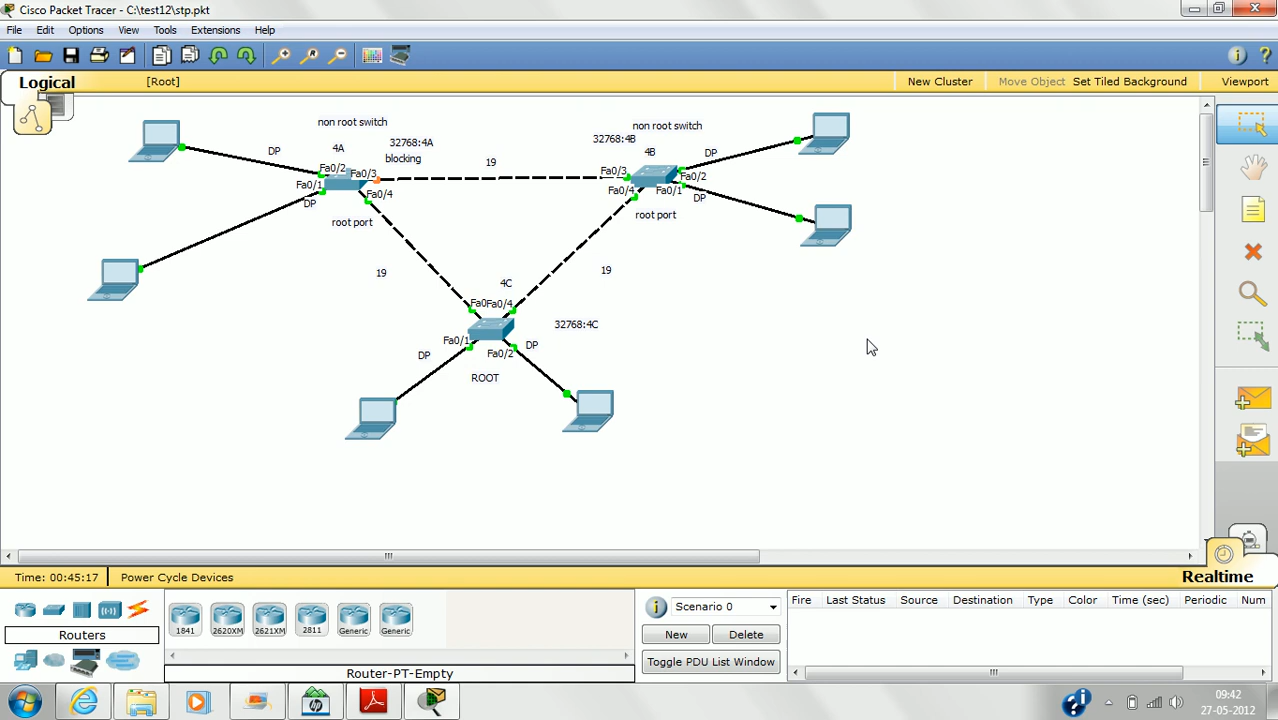 Cisco Packet Tracer - C:\test12\stp.pkt
File Edit Options View Tools Extensions Help
Logical [Root] New Cluster Move Object Set Tiled Background Viewport
non root switch
non root switch
4A
32768:4A
blocking
19
32768:4B
4B
DP
DP
Fa0/2
Fa0/3
Fa0/1
DP
Fa0/4
Fa0/3
Fa0/2
Fa0/4
Fa0/1
DP
root port
root port
19
19
4C
Fa0
Fa0/4
32768:4C
Fa0/1
DP
Fa0/2
DP
ROOT
Time: 00:45:17 Power Cycle Devices
Realtime
Routers
1841 2620XM 2621XM 2811 Generic Generic
Router-PT-Empty
Scenario 0
New Delete
Toggle PDU List Window
Fire Last Status Source Destination Type Color Time (sec) Periodic Num
09:42
27-05-2012